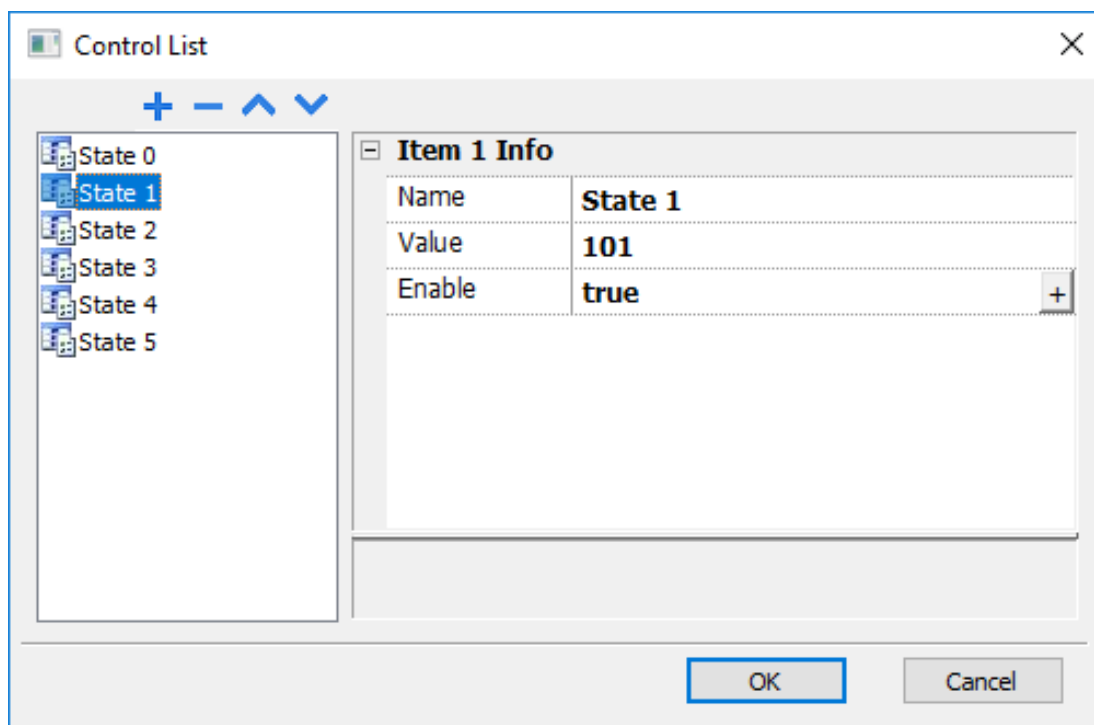 Control List
State 0
State 1
State 2
State 3
State 4
State 5
Item 1 Info
Name State 1
Value 101
Enable true +
OK Cancel